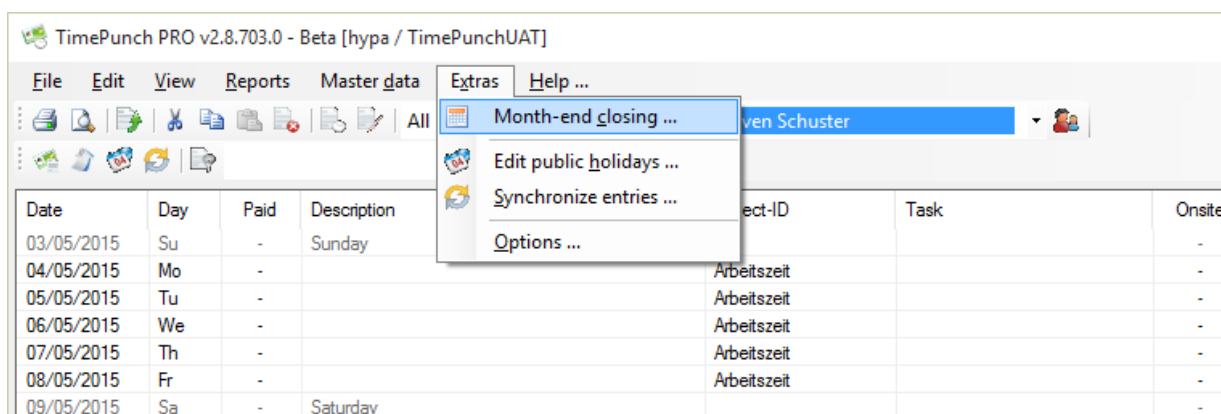 TimePunch PRO v2.8.703.0 - Beta [hypa / TimePunchUAT]
File Edit View Reports Master data Extras Help ...
All Month-end closing ... ven Schuster
Edit public holidays ...
Synchronize entries ...
Options ...
Date Day Paid Description ect-ID Task Onsite
03/05/2015 Su - Sunday -
04/05/2015 Mo - Arbeitszeit -
05/05/2015 Tu - Arbeitszeit -
06/05/2015 We - Arbeitszeit -
07/05/2015 Th - Arbeitszeit -
08/05/2015 Fr - Arbeitszeit -
09/05/2015 Sa - Saturday -